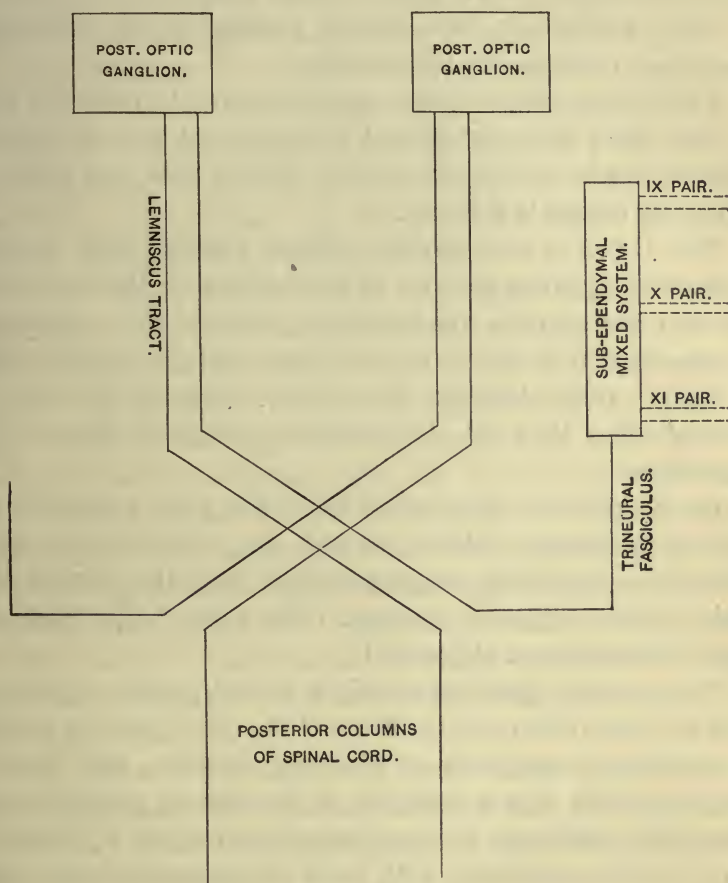 POST. OPTIC
GANGLION.
POST. OPTIC
GANGLION.
LEMNISCUS TRACT.
SUB-EPENDYMAL
MIXED SYSTEM.
IX PAIR.
X PAIR.
XI PAIR.
TRINEURAL
FASCICULUS.
POSTERIOR COLUMNS
OF SPINAL CORD.